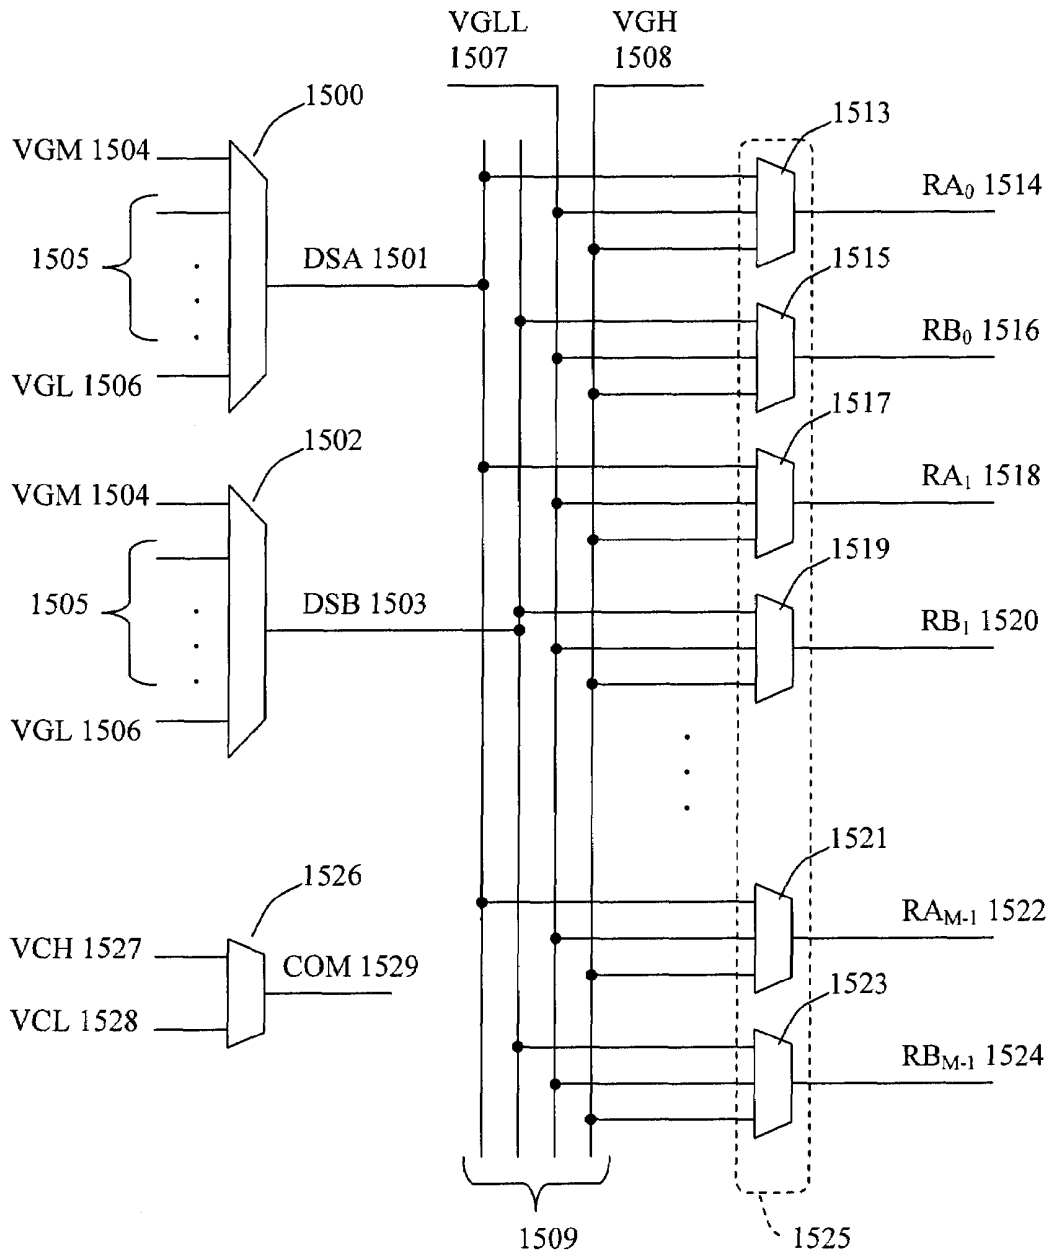 VGLL
1507
VGH
1508
1500
1513
VGM 1504
RA0 1514
1505
DSA 1501
1515
RB0 1516
VGL 1506
1517
1502
VGM 1504
RA1 1518
1519
1505
DSB 1503
RB1 1520
VGL 1506
1521
1526
RAM-1 1522
VCH 1527
COM 1529
1523
VCL 1528
RBM-1 1524
1509
1525